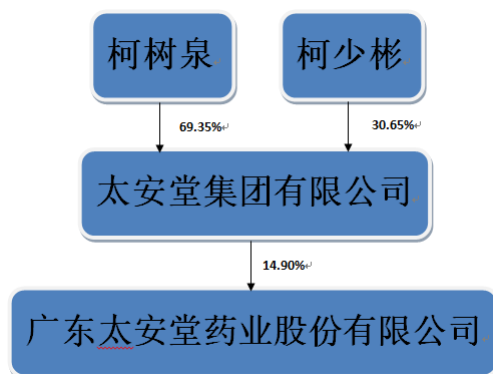 柯树泉
柯少彬
69.35%
30.65%
太安堂集团有限公司
14.90%
广东太安堂药业股份有限公司